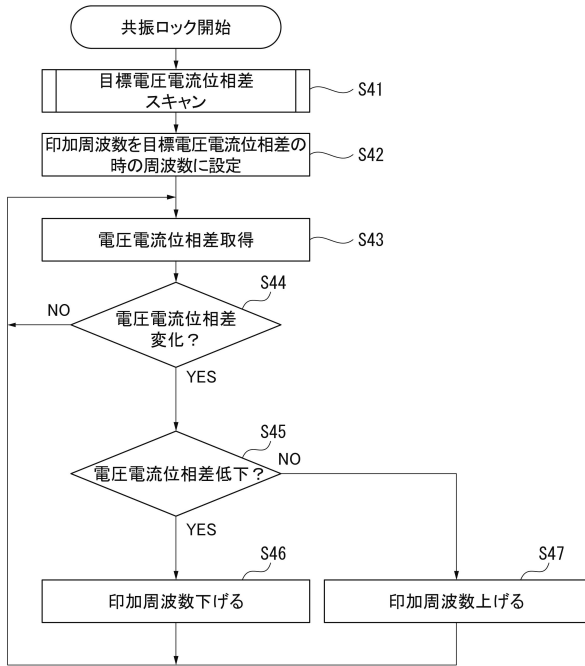 共振ロック開始
目標電圧電流位相差
スキャン
S41
印加周波数を目標電圧電流位相差の
時の周波数に設定
S42
電圧電流位相差取得
S43
S44
NO
電圧電流位相差
変化？
YES
S45
電圧電流位相差低下？
NO
YES
S46
印加周波数下げる
S47
印加周波数上げる